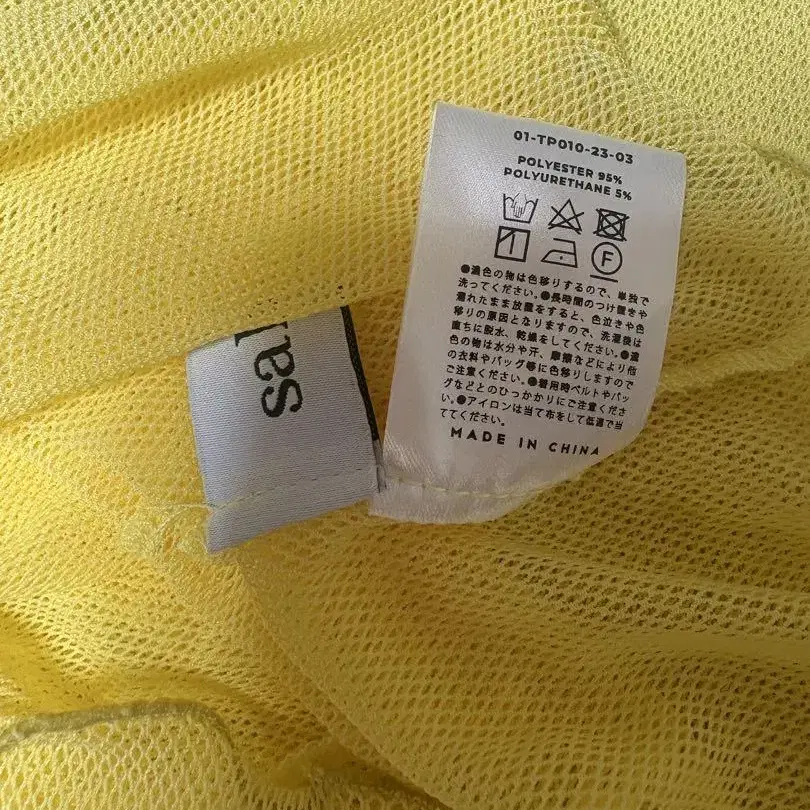 01-TP010-23-03
POLYESTER 95%
POLYURETHANE 5%
F
●濃色の物は色移りするので、単独で
洗ってください。●長時間のつけ置きや
濡れたまま放置をすると、色泣きや色
移りの原因となりますので、洗濯後は
直ちに脱水、乾燥をしてください。●濃
色の物は水分や汗、摩擦などにより他
の衣料やバッグ等に色移りしますので
ご注意ください。●着用時ベルトやバッ
グなどとのひっかかりにご注意くださ
い。●アイロンは当て布をして低温で当
ててください。
MADE IN CHINA